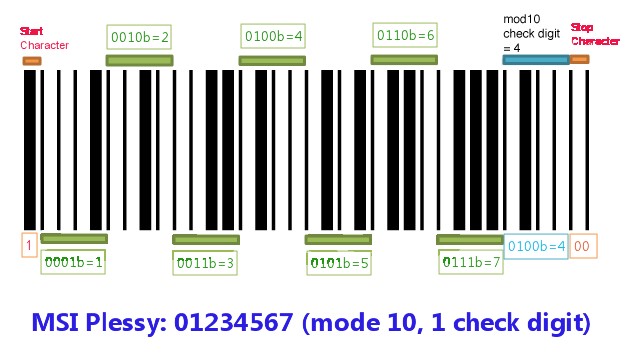 Start
Character
0010b=2
0100b=4
0110b=6
mod10
check digit
= 4
Stop
Character
1
0001b=1
0011b=3
0101b=5
0111b=7
0100b=4
00
MSI Plessy: 01234567 (mode 10, 1 check digit)